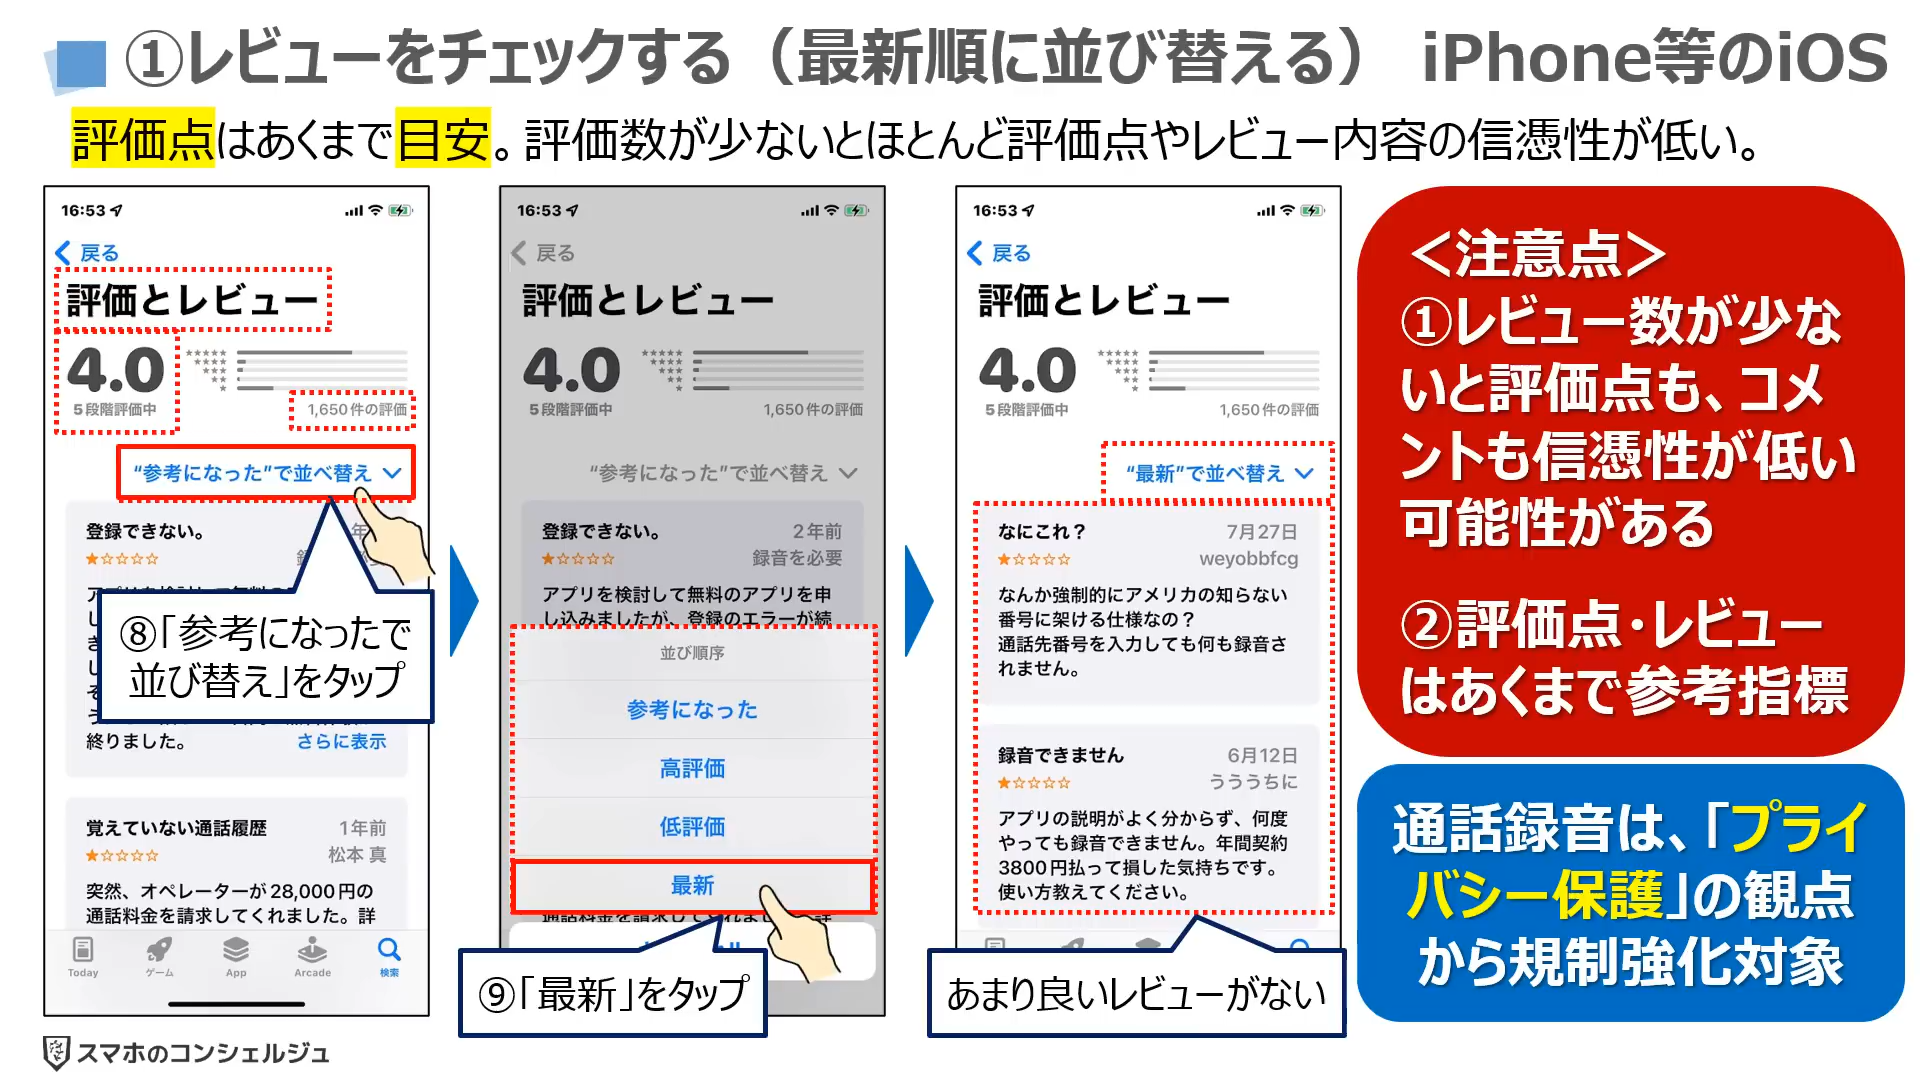 ①レビューをチェックする（最新順に並び替える） iPhone等のiOS
評価点はあくまで目安。評価数が少ないとほとんど評価点やレビュー内容の信憑性が低い。
16:53
戻る
評価とレビュー
4.0
5段階評価中
1,650件の評価
“参考になった”で並べ替え
登録できない。
⑧「参考になったで
並び替え」をタップ
終りました。
さらに表示
覚えていない通話履歴
1年前
松本 真
突然、オペレーターが28,000円の
通話料金を請求してくれました。詳
Today
ゲーム
App
Arcade
検索
16:53
戻る
評価とレビュー
4.0
5段階評価中
1,650件の評価
“参考になった”で並べ替え
登録できない。
2年前
録音を必要
アプリを検討して無料のアプリを申
し込みましたが、登録のエラーが続
並び順序
参考になった
高評価
低評価
最新
⑨「最新」をタップ
16:53
戻る
評価とレビュー
4.0
5段階評価中
1,650件の評価
“最新”で並べ替え
なにこれ？
7月27日
weyobbfcg
なんか強制的にアメリカの知らない
番号に架ける仕様なの？
通話先番号を入力しても何も録音さ
れません。
録音できません
6月12日
うううちに
アプリの説明がよく分からず、何度
やっても録音できません。年間契約
3800円払って損した気持ちです。
使い方教えてください。
あまり良いレビューがない
＜注意点＞
①レビュー数が少な
いと評価点も、コメ
ントも信憑性が低い
可能性がある
②評価点・レビュー
はあくまで参考指標
通話録音は、「プライ
バシー保護」の観点
から規制強化対象
スマホのコンシェルジュ